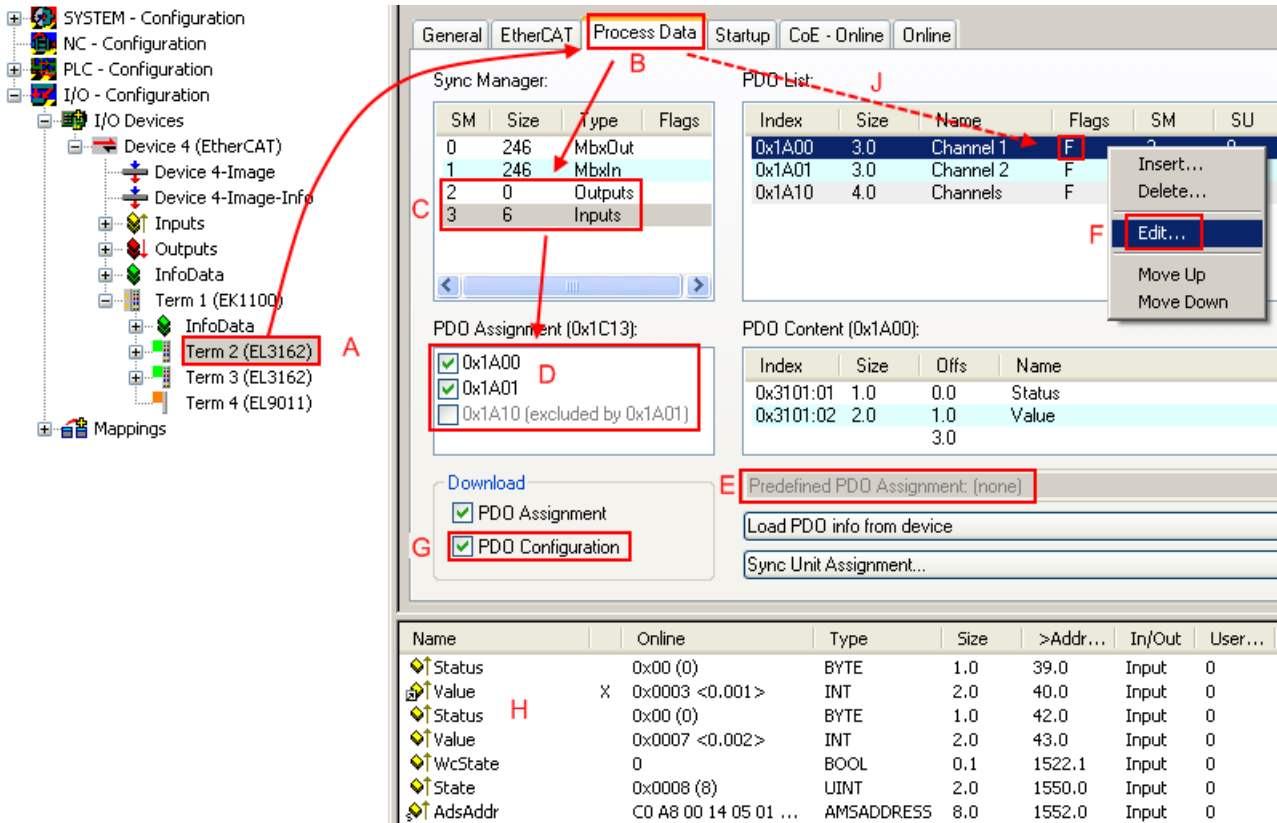 SYSTEM - Configuration
NC - Configuration
PLC - Configuration
I/O - Configuration
I/O Devices
Device 4 (EtherCAT)
Device 4-Image
Device 4-Image-Info
Inputs
Outputs
InfoData
Term 1 (EK1100)
InfoData
Term 2 (EL3162) A
Term 3 (EL3162)
Term 4 (EL9011)
Mappings
General EtherCAT Process Data Startup CoE - Online Online
B
J
Sync Manager:
SM Size Type Flags
0 246 MbxOut
1 246 MbxIn
2 0 Outputs
C
3 6 Inputs
PDO List:
Index Size Name Flags SM SU
0x1A00 3.0 Channel 1 F 3 0
0x1A01 3.0 Channel 2 F
0x1A10 4.0 Channels F
Insert...
Delete...
F Edit...
Move Up
Move Down
PDO Assignment (0x1C13):
0x1A00
D
0x1A01
0x1A10 (excluded by 0x1A01)
PDO Content (0x1A00):
Index Size Offs Name
0x3101:01 1.0 0.0 Status
0x3101:02 2.0 1.0 Value
3.0
Download
PDO Assignment
G PDO Configuration
E Predefined PDO Assignment: (none)
Load PDO info from device
Sync Unit Assignment...
Name Online Type Size >Addr... In/Out User...
Status 0x00 (0) BYTE 1.0 39.0 Input 0
Value X 0x0003 <0.001> INT 2.0 40.0 Input 0
Status H 0x00 (0) BYTE 1.0 42.0 Input 0
Value 0x0007 <0.002> INT 2.0 43.0 Input 0
WcState 0 BOOL 0.1 1522.1 Input 0
State 0x0008 (8) UINT 2.0 1550.0 Input 0
AdsAddr C0 A8 00 14 05 01 ... AMSADDRESS 8.0 1552.0 Input 0